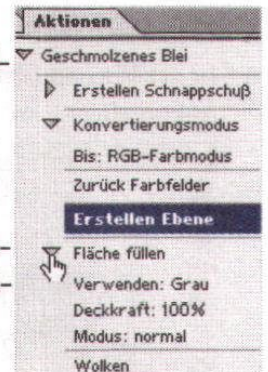 Aktionen
Geschmolzenes Blei
Erstellen Schnappschuß
Konvertierungsmodus
Bis: RGB-Farbmodus
Zurück Farbfelder
Erstellen Ebene
Fläche füllen
Verwenden: Grau
Deckkraft: 100%
Modus: normal
Wolken